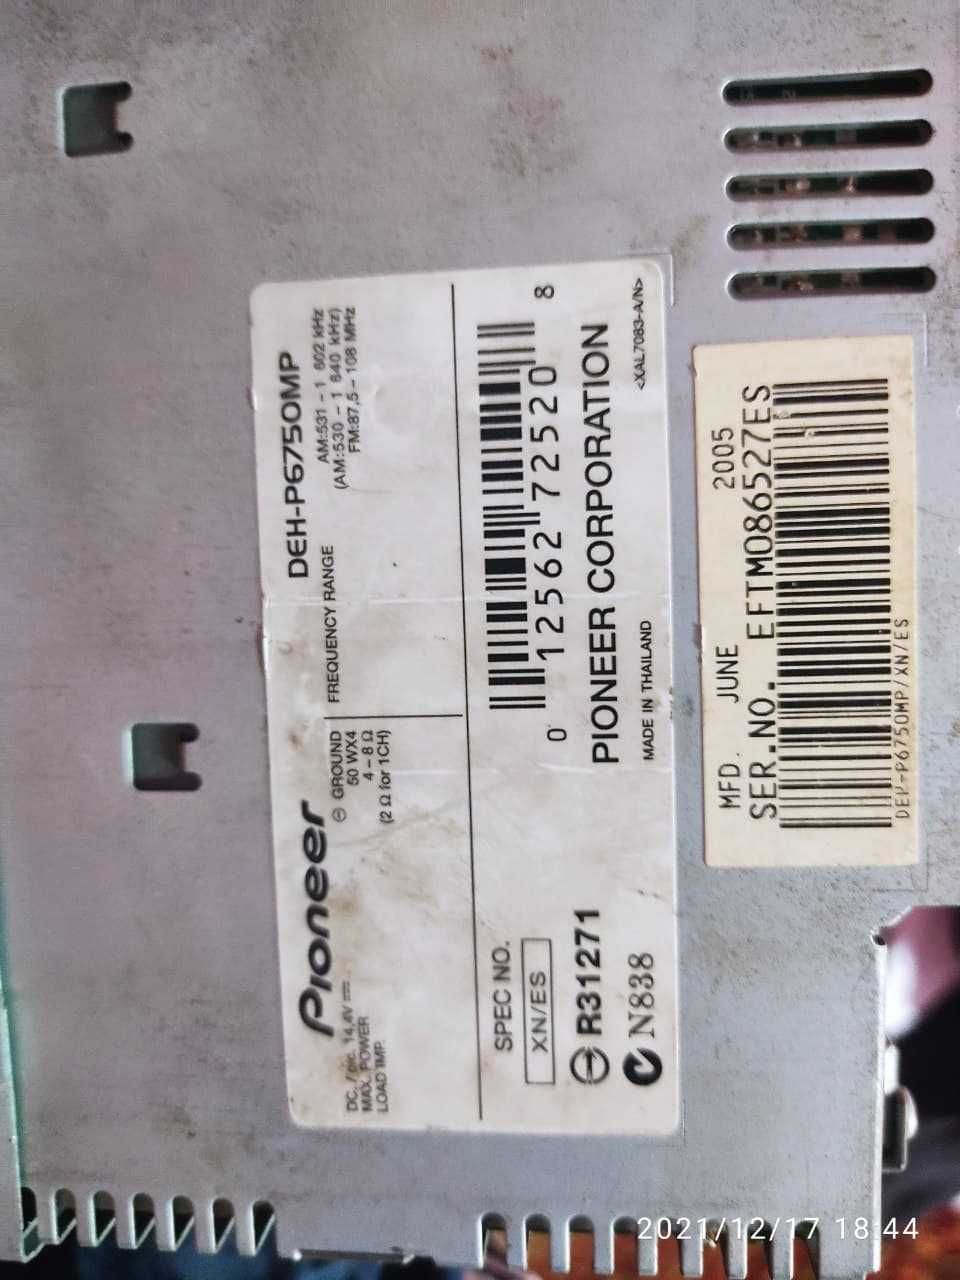 Pioneer DEH-P6750MP
DC./pic. 14,4V ⎓ ⊖ GROUND FREQUENCY RANGE AM:531-1 602 kHz
MAX. POWER 50 WX4 (AM:530-1 640 kHz)
LOAD IMP. 4-8 Ω FM:87,5-108 MHz
(2 Ω for 1CH)
SPEC NO.
XN/ES
R31271
N838
0 12562 72520 8
PIONEER CORPORATION
MADE IN THAILAND <XAL7083-A/N>
MFD. JUNE 2005
SER.NO. EFTM086527ES
DEH-P6750MP/XN/ES
2021/12/17 18:44